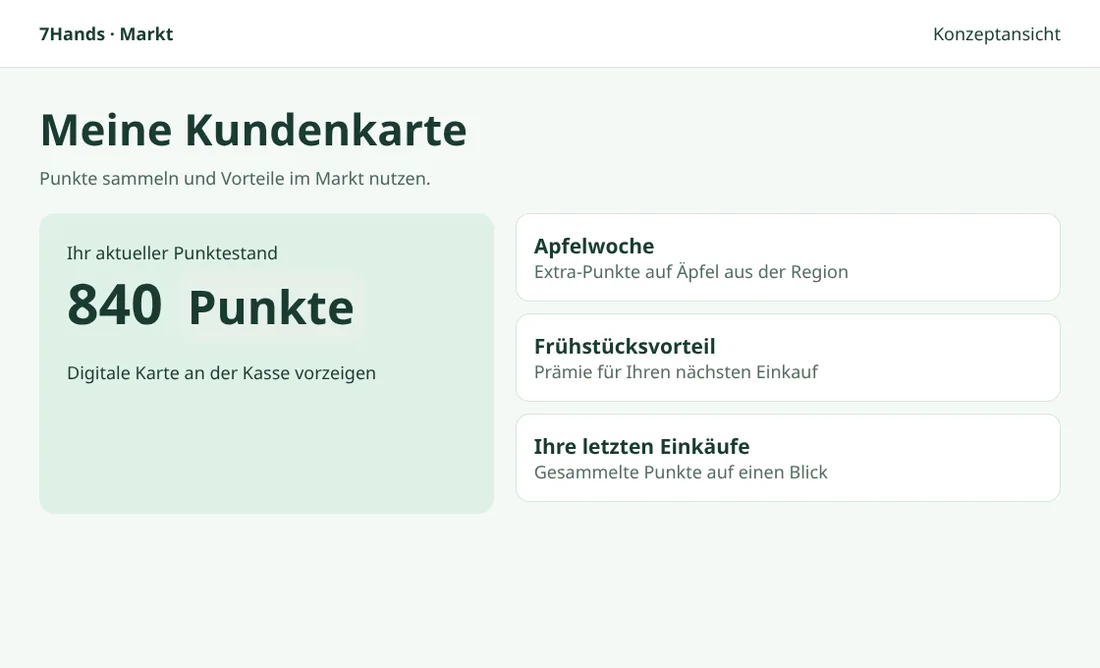 7Hands · Markt
Konzeptansicht
Meine Kundenkarte
Punkte sammeln und Vorteile im Markt nutzen.
Ihr aktueller Punktestand
840 Punkte
Digitale Karte an der Kasse vorzeigen
Apfelwoche
Extra-Punkte auf Äpfel aus der Region
Frühstücksvorteil
Prämie für Ihren nächsten Einkauf
Ihre letzten Einkäufe
Gesammelte Punkte auf einen Blick